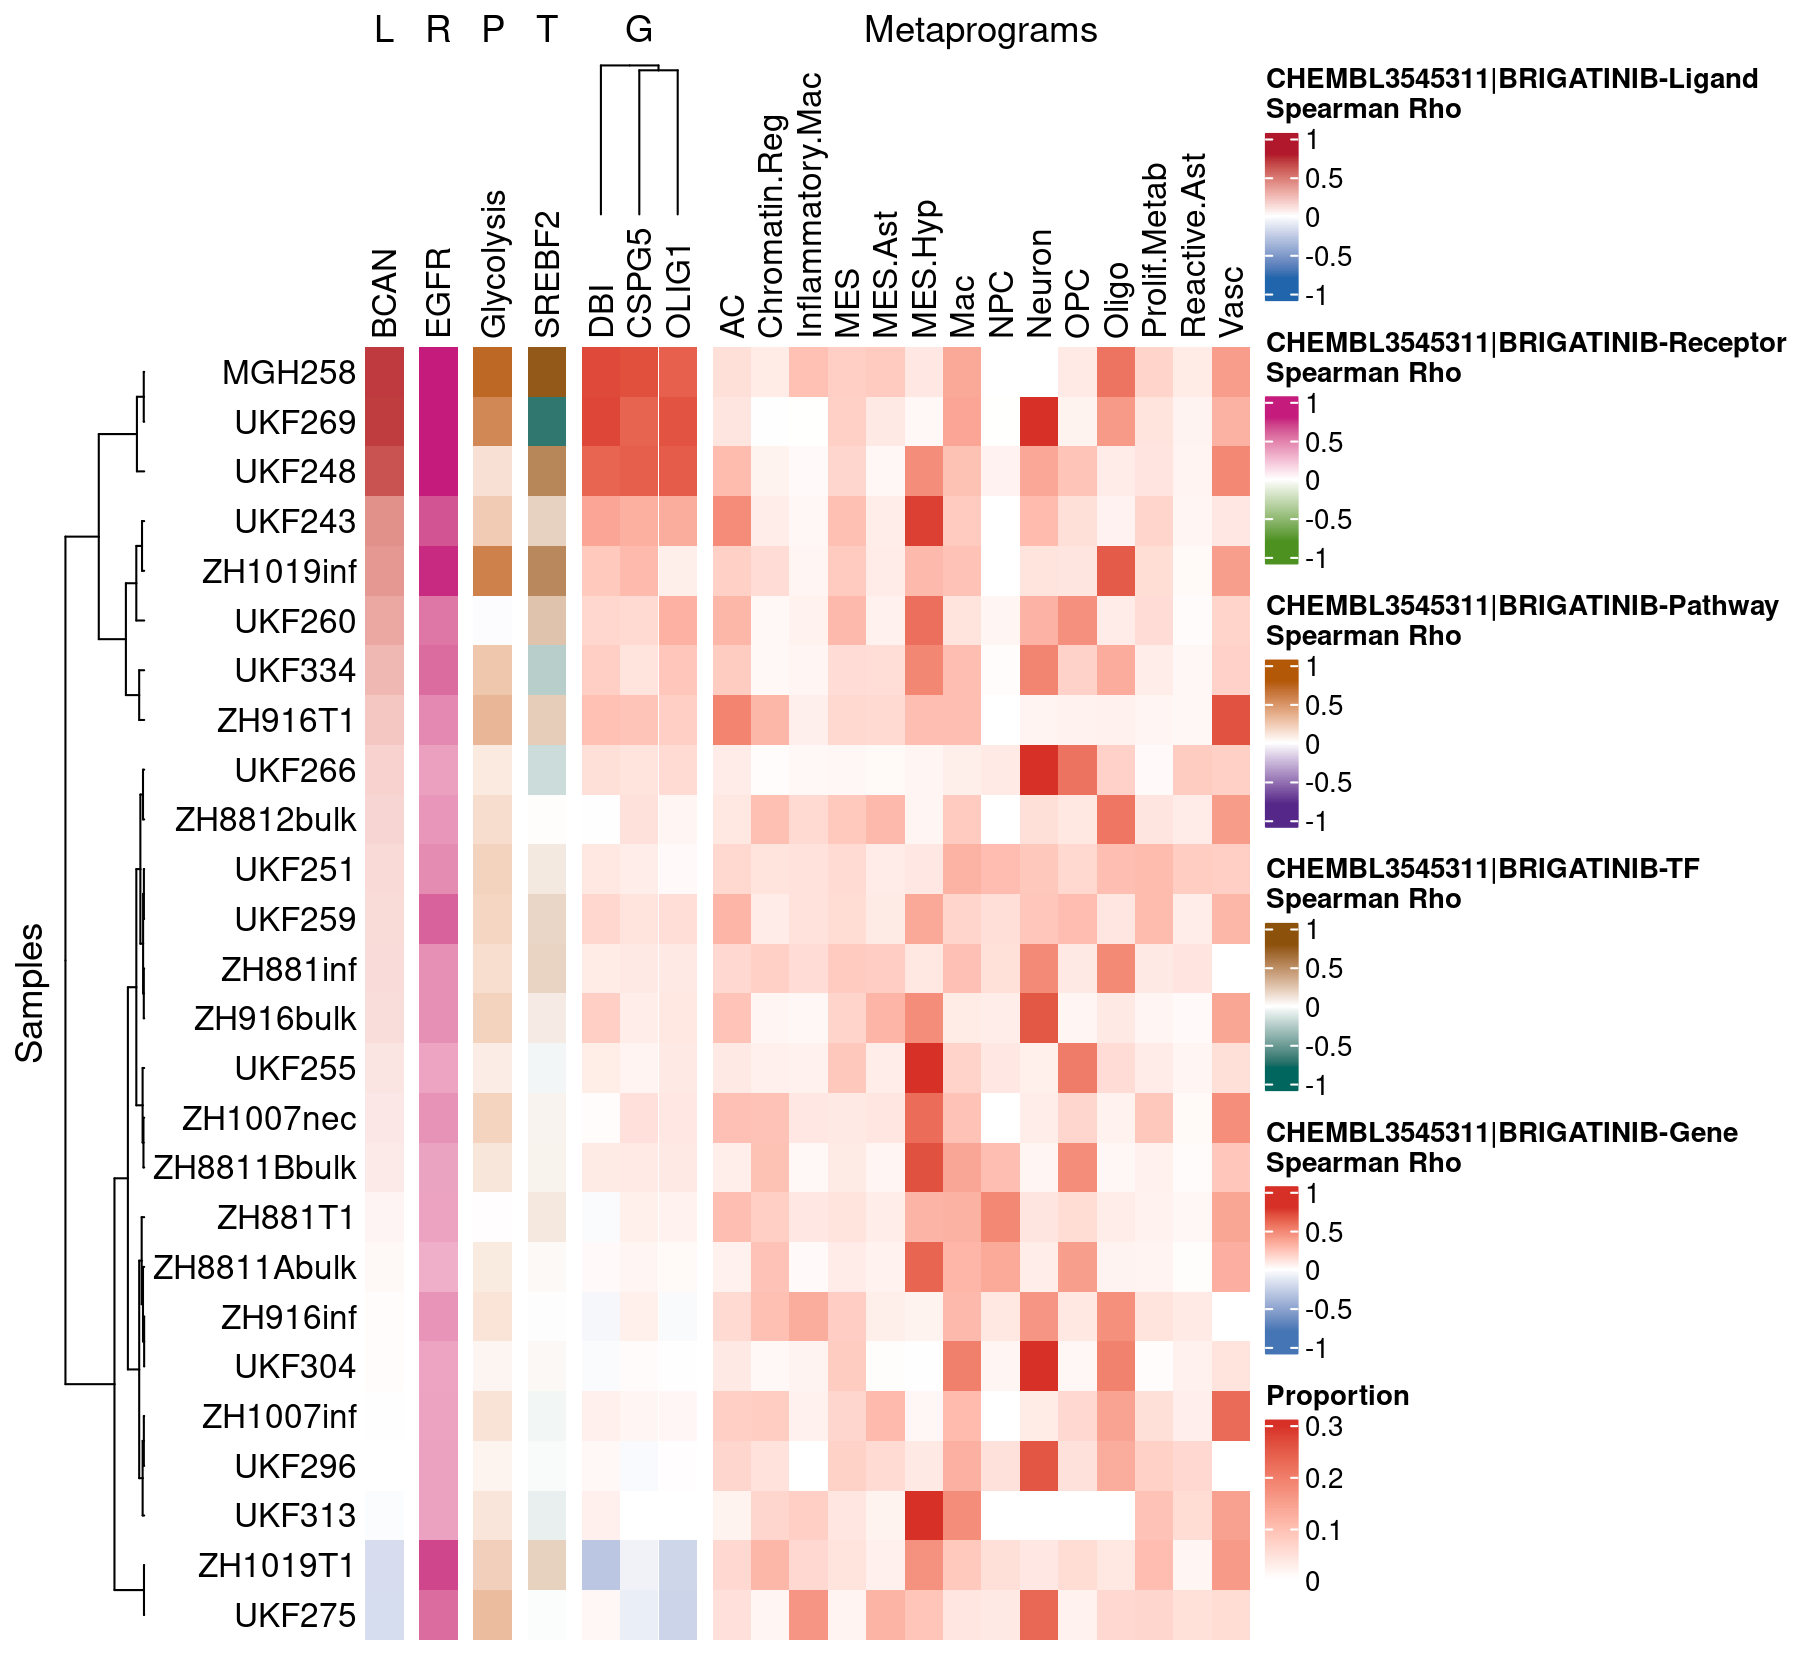 L R P T G Metaprograms
BCAN
EGFR
Glycolysis
SREBF2
DBI
CSPG5
OLIG1
AC
Chromatin.Reg
Inflammatory.Mac
MES
MES.Ast
MES.Hyp
Mac
NPC
Neuron
OPC
Oligo
Prolif.Metab
Reactive.Ast
Vasc
Samples
MGH258
UKF269
UKF248
UKF243
ZH1019inf
UKF260
UKF334
ZH916T1
UKF266
ZH8812bulk
UKF251
UKF259
ZH881inf
ZH916bulk
UKF255
ZH1007nec
ZH8811Bbulk
ZH881T1
ZH8811Abulk
ZH916inf
UKF304
ZH1007inf
UKF296
UKF313
ZH1019T1
UKF275
CHEMBL3545311|BRIGATINIB-Ligand
Spearman Rho
1
0.5
0
-0.5
-1
CHEMBL3545311|BRIGATINIB-Receptor
Spearman Rho
1
0.5
0
-0.5
-1
CHEMBL3545311|BRIGATINIB-Pathway
Spearman Rho
1
0.5
0
-0.5
-1
CHEMBL3545311|BRIGATINIB-TF
Spearman Rho
1
0.5
0
-0.5
-1
CHEMBL3545311|BRIGATINIB-Gene
Spearman Rho
1
0.5
0
-0.5
-1
Proportion
0.3
0.2
0.1
0